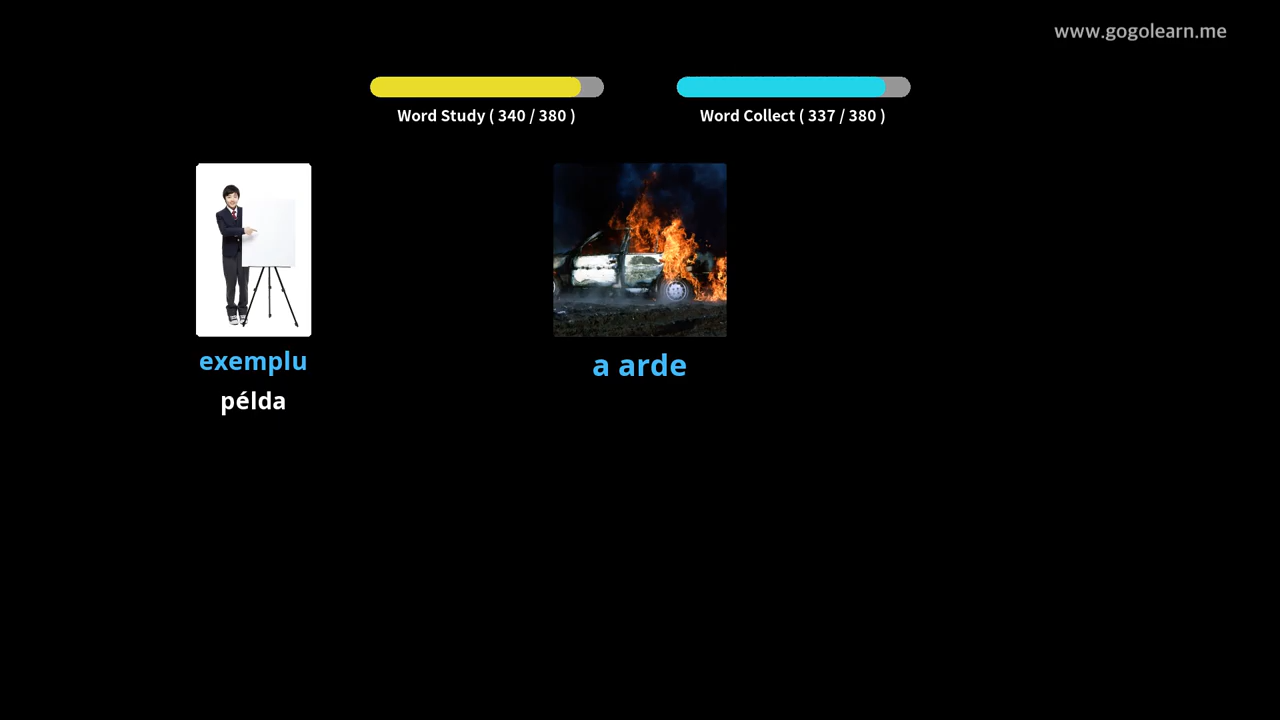 www.gogolearn.me
Word Study ( 340 / 380 )
Word Collect ( 337 / 380 )
exemplu
példa
a arde